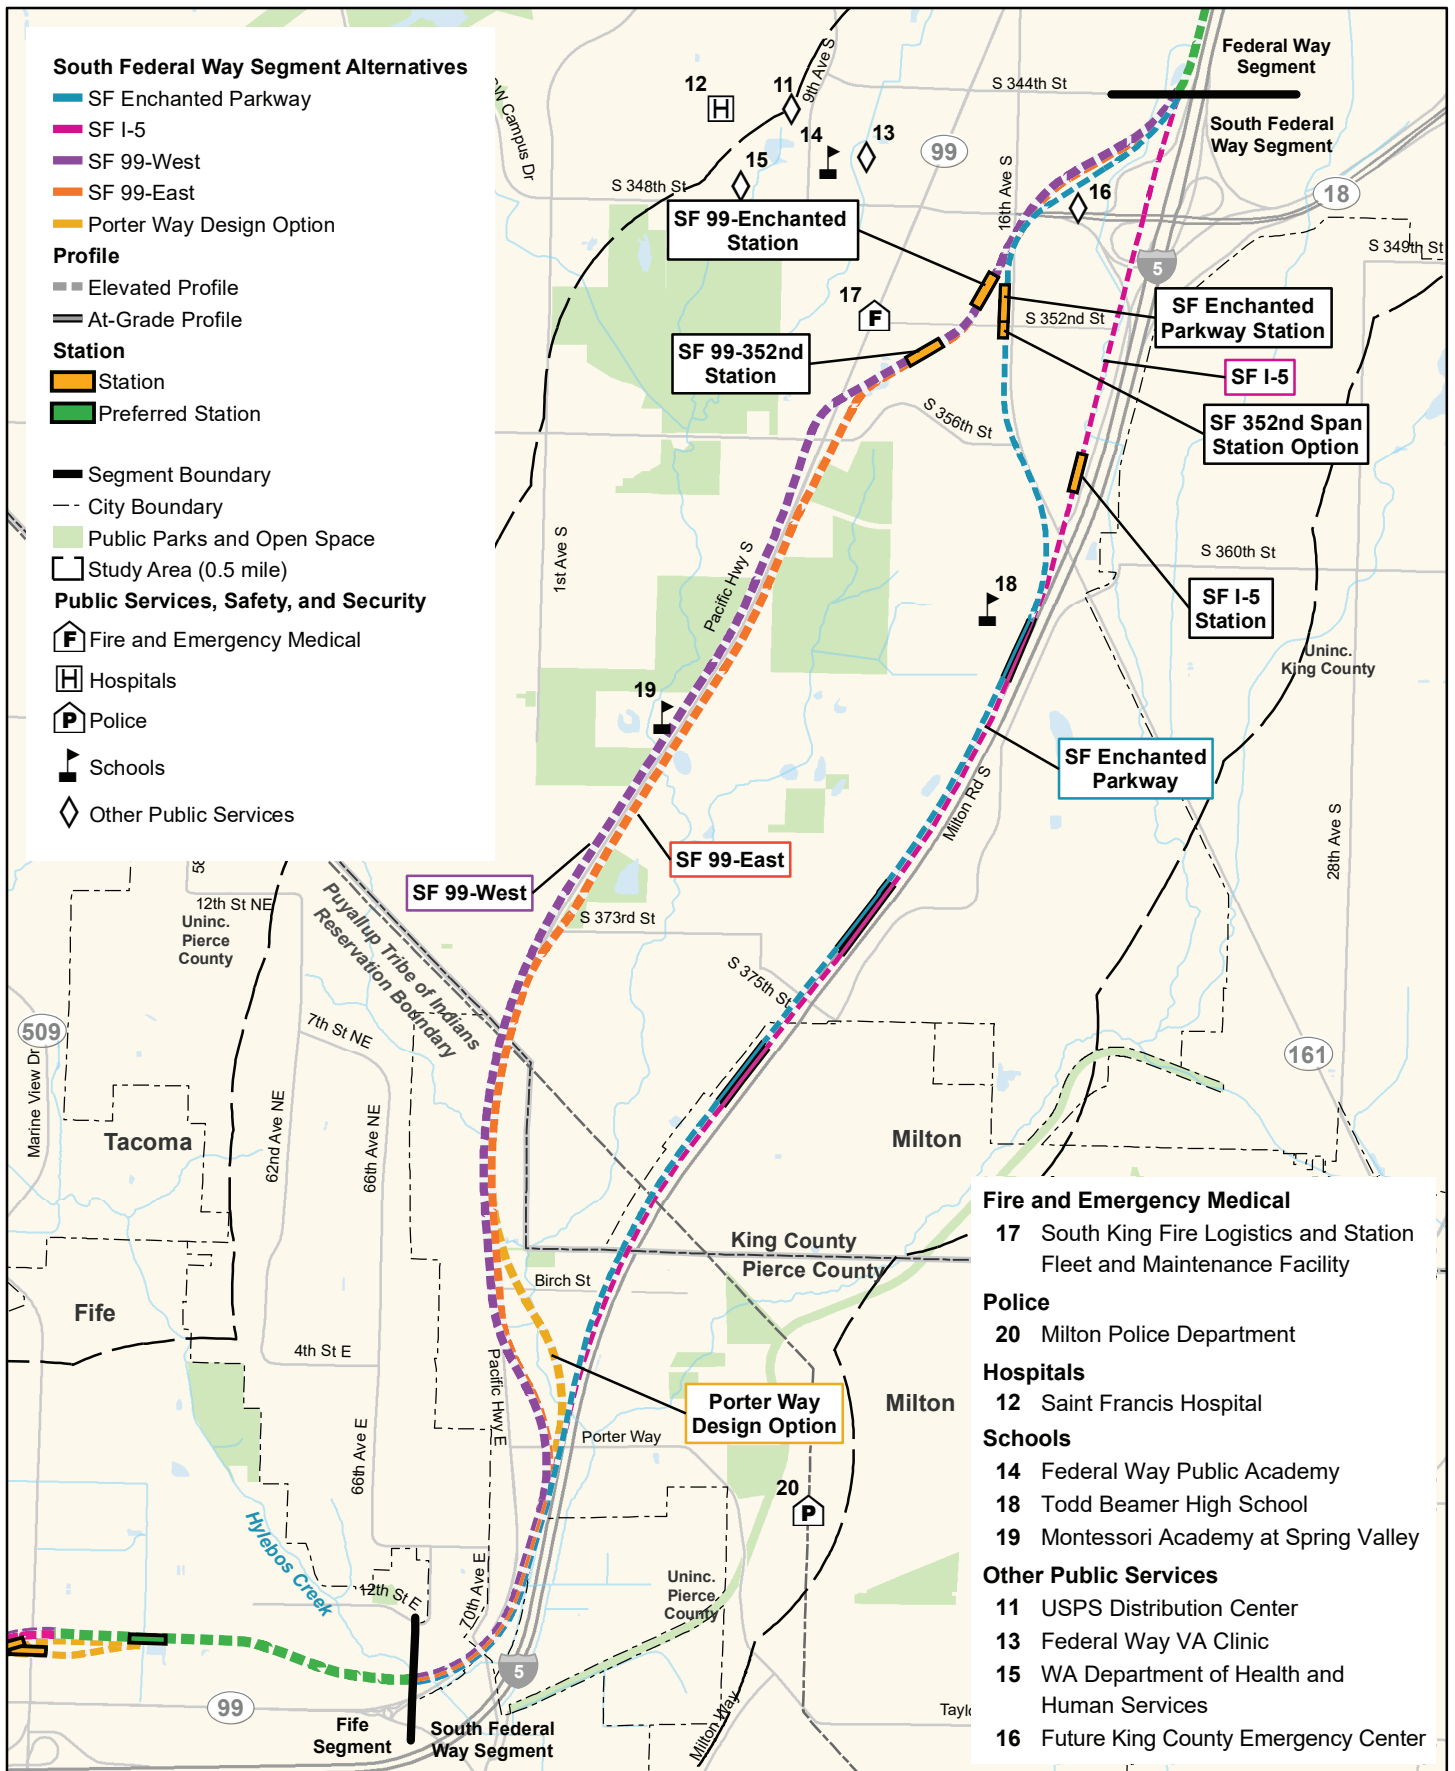 South Federal Way Segment Alternatives
SF Enchanted Parkway
SF I-5
SF 99-West
SF 99-East
Porter Way Design Option
Profile
Elevated Profile
At-Grade Profile
Station
Station
Preferred Station
Segment Boundary
City Boundary
Public Parks and Open Space
Study Area (0.5 mile)
Public Services, Safety, and Security
F Fire and Emergency Medical
H Hospitals
P Police
Schools
Other Public Services
SW Campus Dr
9th Ave S
S 344th St
Federal Way
Segment
South Federal
Way Segment
12
H
11
14
13
15
99
16th Ave S
16
18
S 348th St
SF 99-Enchanted
Station
S 349th St
5
17
F
S 352nd St
SF Enchanted
Parkway Station
SF 99-352nd
Station
SF I-5
S 356th St
SF 352nd Span
Station Option
1st Ave S
Pacific Hwy S
S 360th St
18
SF I-5
Station
Uninc.
King County
19
SF Enchanted
Parkway
Milton Rd S
28th Ave S
SF 99-East
SF 99-West
58
12th St NE
Uninc.
Pierce
County
Puyallup Tribe of Indians
Reservation Boundary
S 373rd St
S 375th St
509
Marine View Dr
7th St NE
161
62nd Ave NE
66th Ave NE
Tacoma
Milton
King County
Pierce County
Birch St
Fife
4th St E
Pacific Hwy E
Porter Way
Design Option
Milton
Porter Way
66th Ave E
20
P
Hylebos Creek
12th St E
70th Ave E
Uninc.
Pierce
County
5
99
Fife
Segment
South Federal
Way Segment
Milton Way
Taylo
Fire and Emergency Medical
17 South King Fire Logistics and Station
Fleet and Maintenance Facility
Police
20 Milton Police Department
Hospitals
12 Saint Francis Hospital
Schools
14 Federal Way Public Academy
18 Todd Beamer High School
19 Montessori Academy at Spring Valley
Other Public Services
11 USPS Distribution Center
13 Federal Way VA Clinic
15 WA Department of Health and
Human Services
16 Future King County Emergency Center